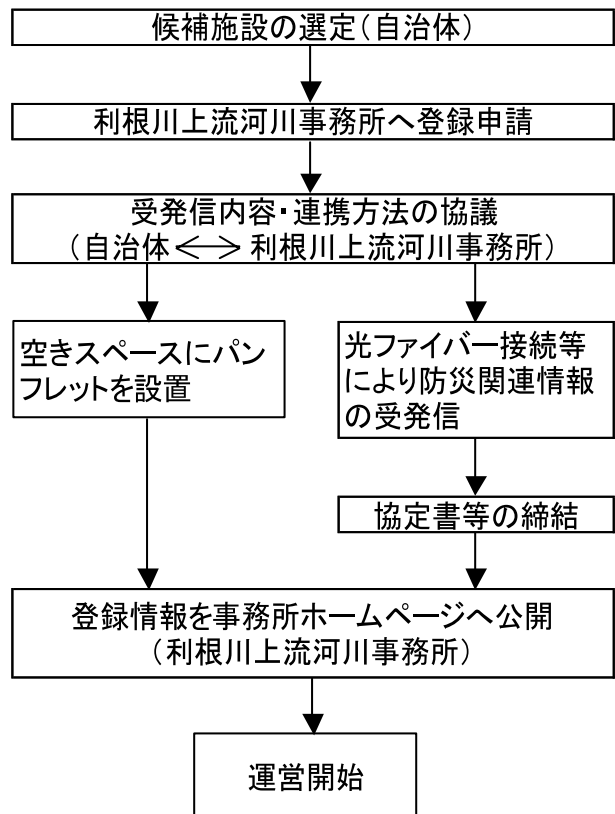 候補施設の選定（自治体）
利根川上流河川事務所へ登録申請
受発信内容・連携方法の協議
（自治体<=>利根川上流河川事務所）
空きスペースにパン
フレットを設置
光ファイバー接続等
により防災関連情報
の受発信
協定書等の締結
登録情報を事務所ホームページへ公開
（利根川上流河川事務所）
運営開始